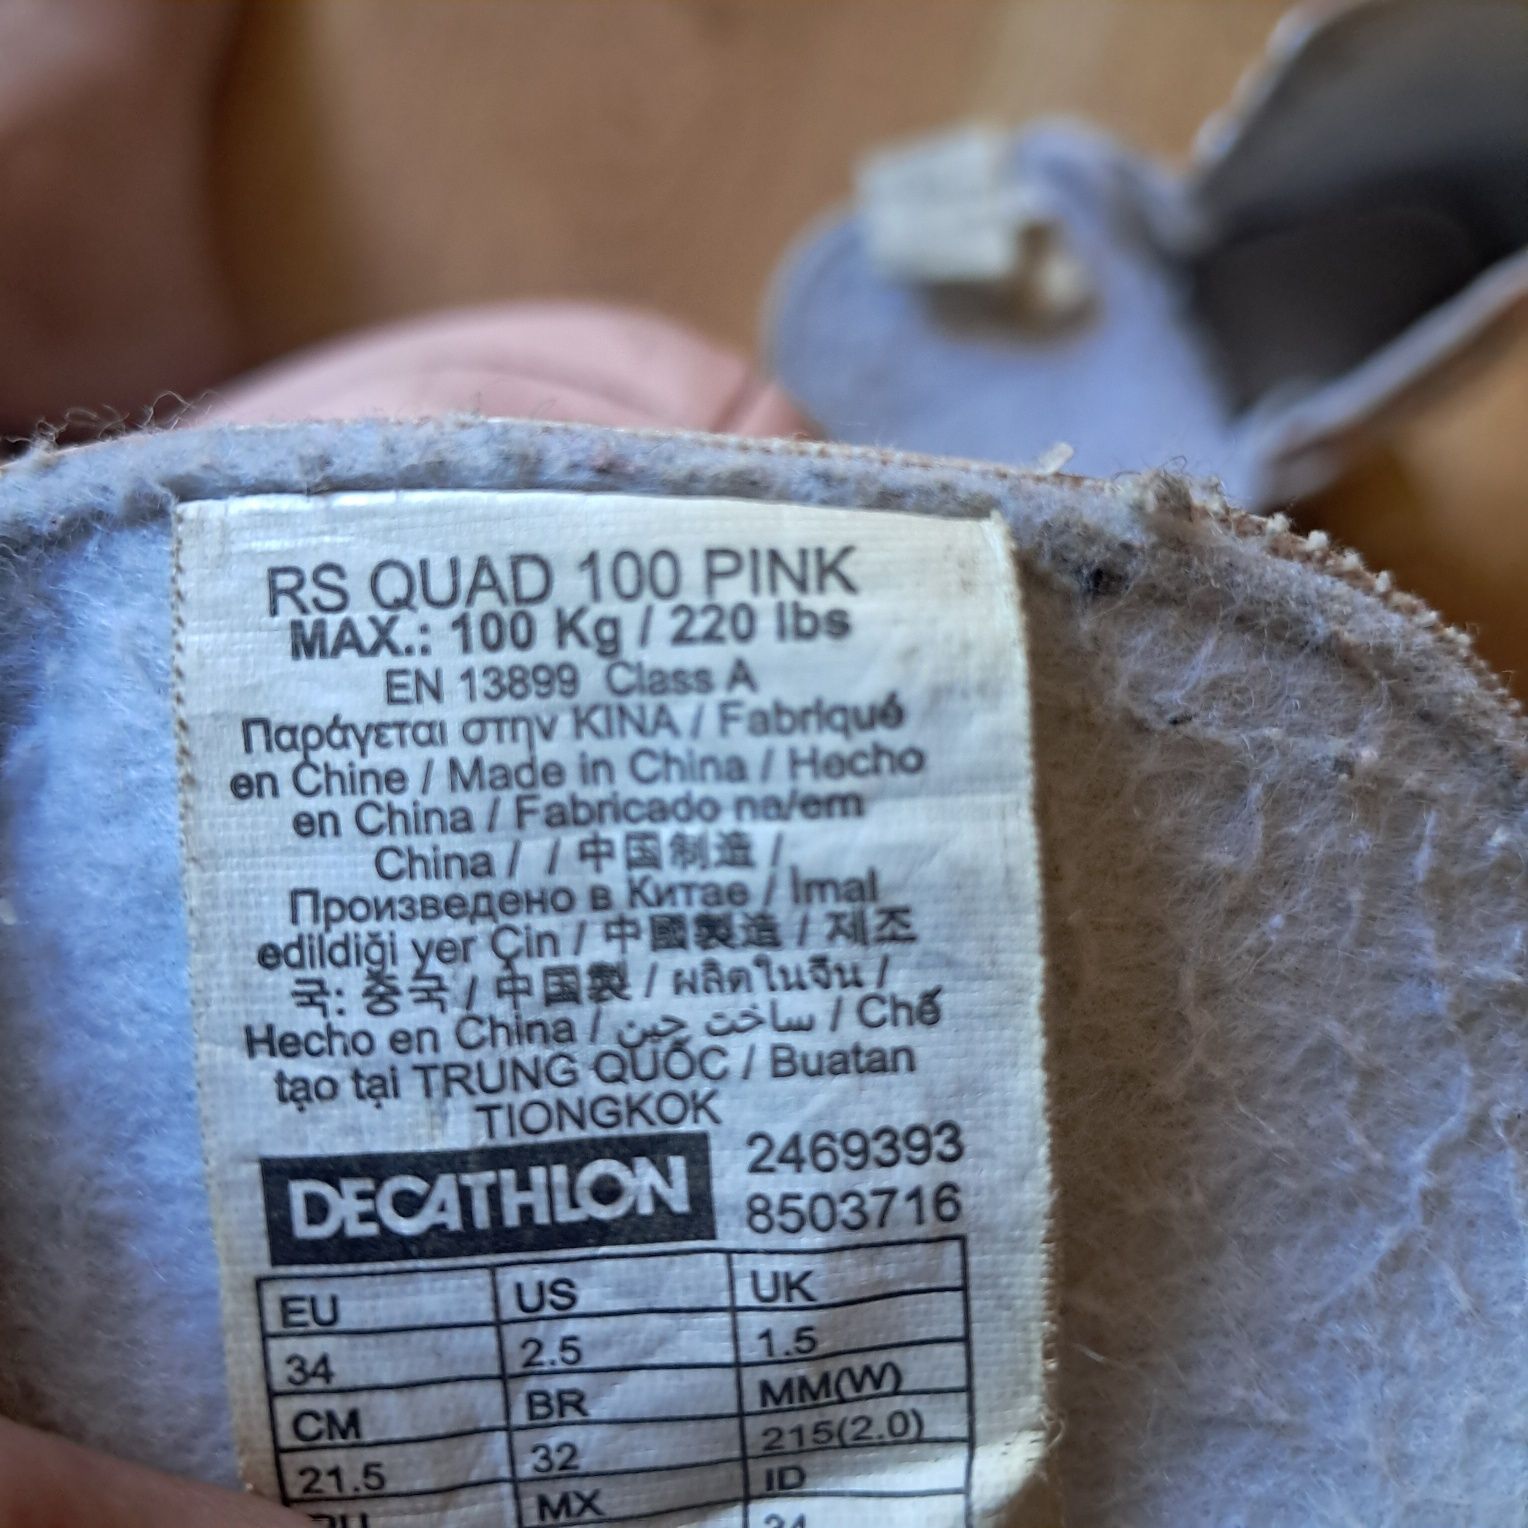 RS QUAD 100 PINK
MAX.: 100 Kg / 220 lbs
EN 13899 Class A
Παράγεται στην ΚΙΝΑ / Fabriqué
en Chine / Made in China / Hecho
en China / Fabricado na/em
China / / 中国制造 /
Произведено в Китае / Imal
edildiği yer Çin / 中國製造 / 제조
국: 중국 / 中国製 / ผลิตในจีน /
Hecho en China / ساخت چین / Chế
tạo tại TRUNG QUỐC / Buatan
TIONGKOK
DECATHLON 2469393
8503716
EU US UK
34 2.5 1.5
CM BR MM(W)
21.5 32 215(2.0)
MX ID
34